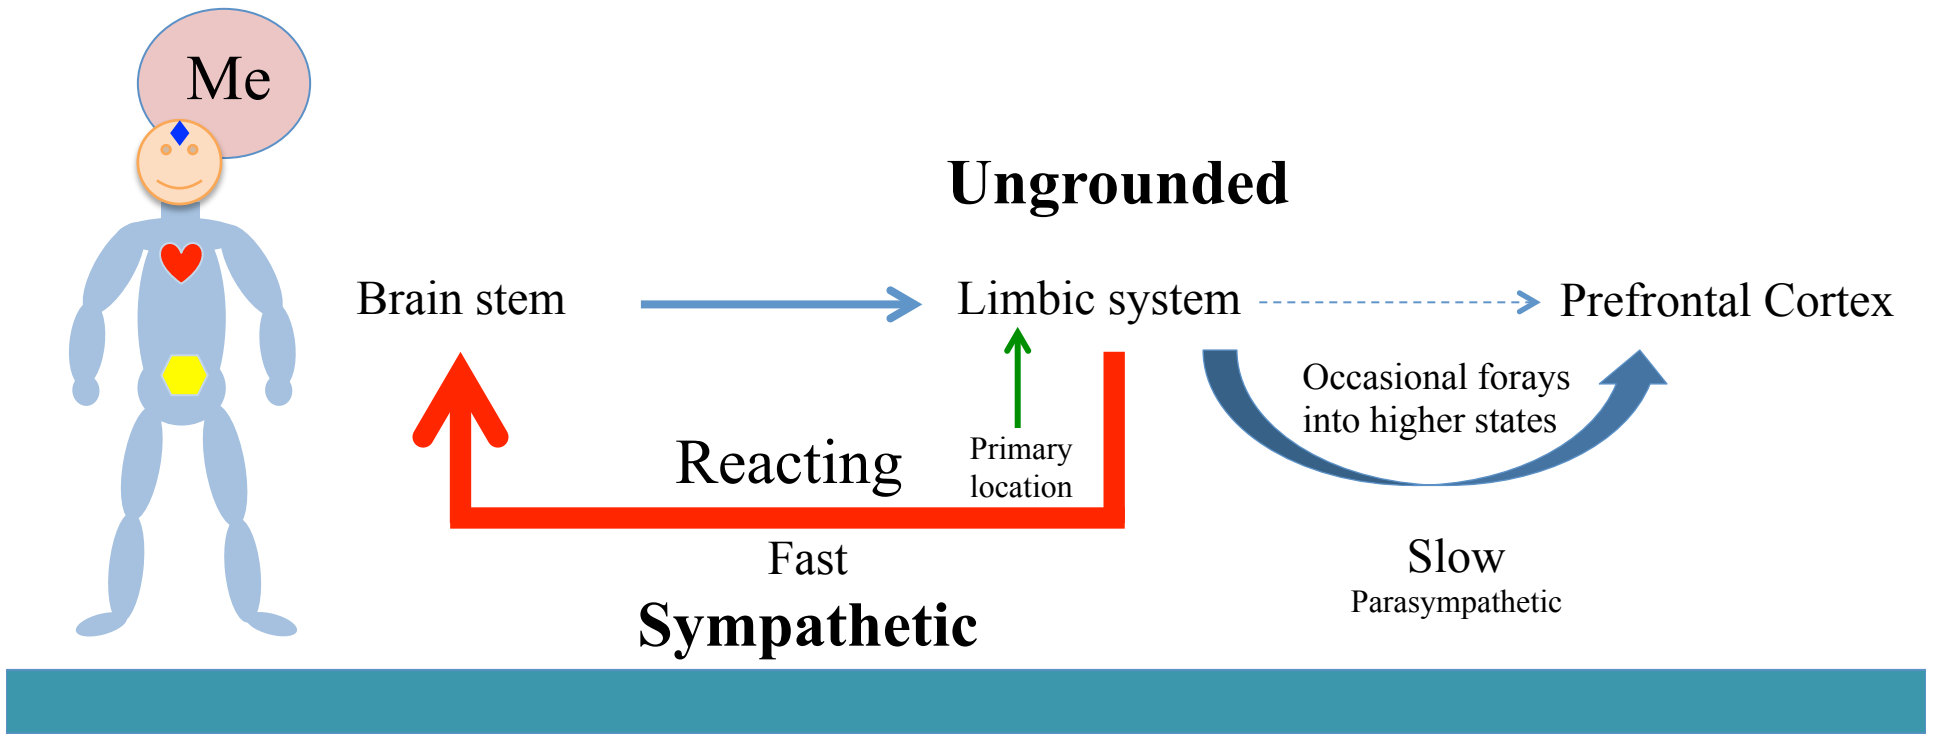 Me
Ungrounded
Brain stem
Limbic system
Prefrontal Cortex
Occasional forays
into higher states
Primary
location
Reacting
Fast
Sympathetic
Slow
Parasympathetic